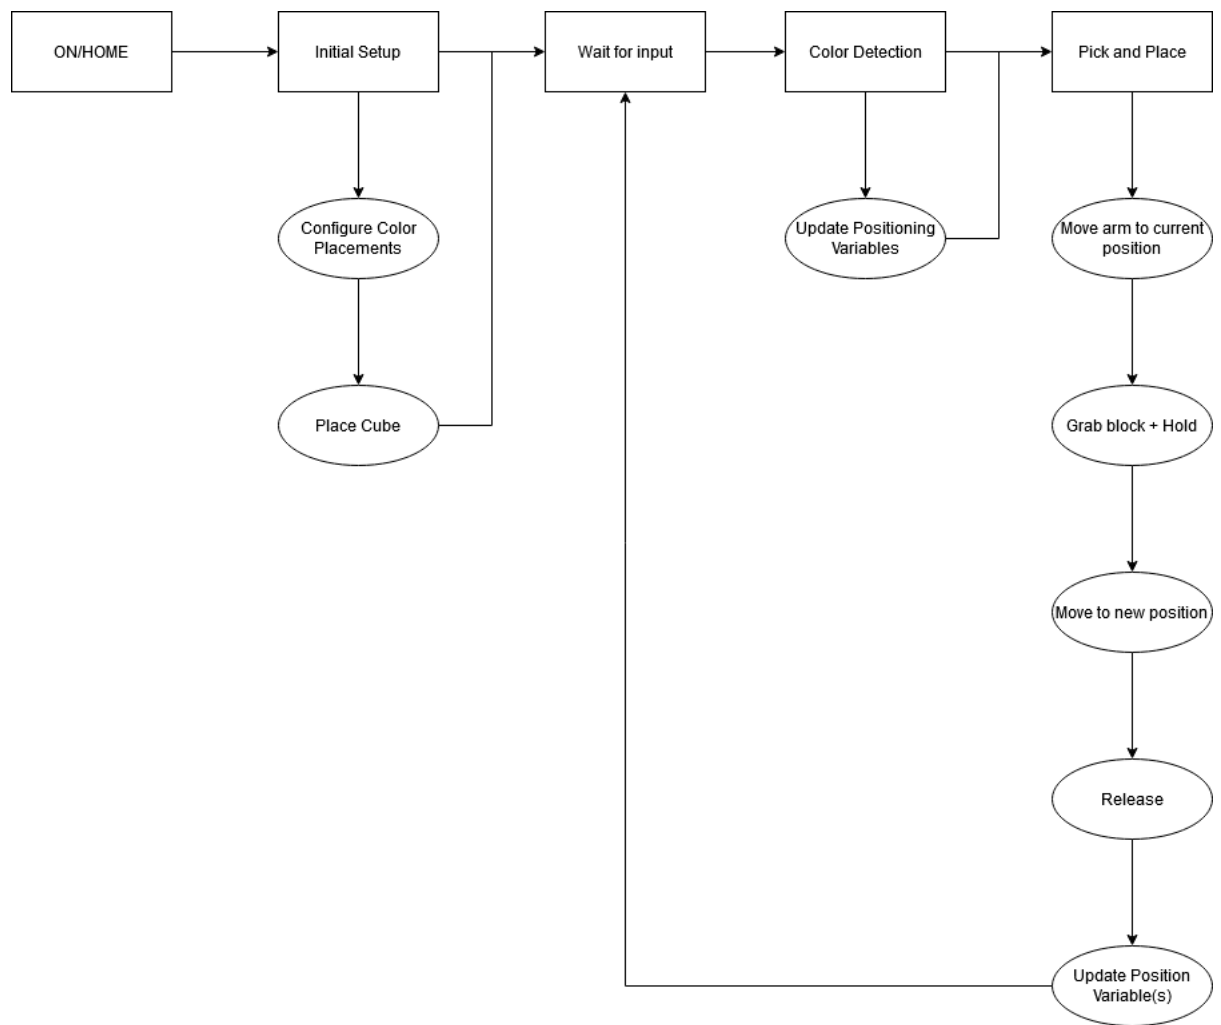 ON/HOME
Initial Setup
Wait for input
Color Detection
Pick and Place
Configure Color
Placements
Update Positioning
Variables
Move arm to current
position
Place Cube
Grab block + Hold
Move to new position
Release
Update Position
Variable(s)